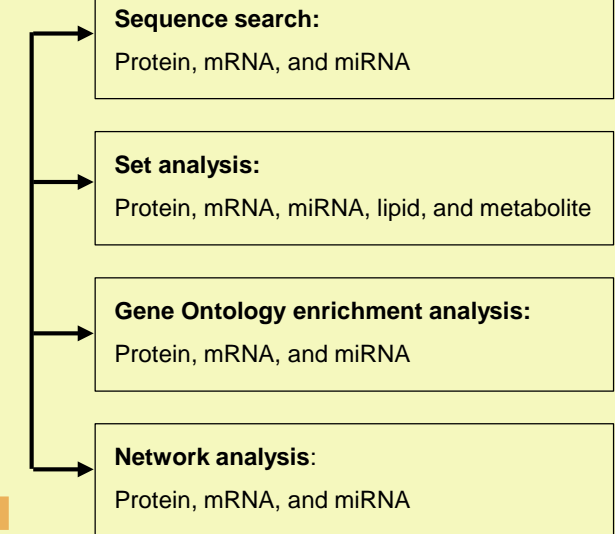 Sequence search:
Protein, mRNA, and miRNA
Set analysis:
Protein, mRNA, miRNA, lipid, and metabolite
Gene Ontology enrichment analysis:
Protein, mRNA, and miRNA
Network analysis:
Protein, mRNA, and miRNA